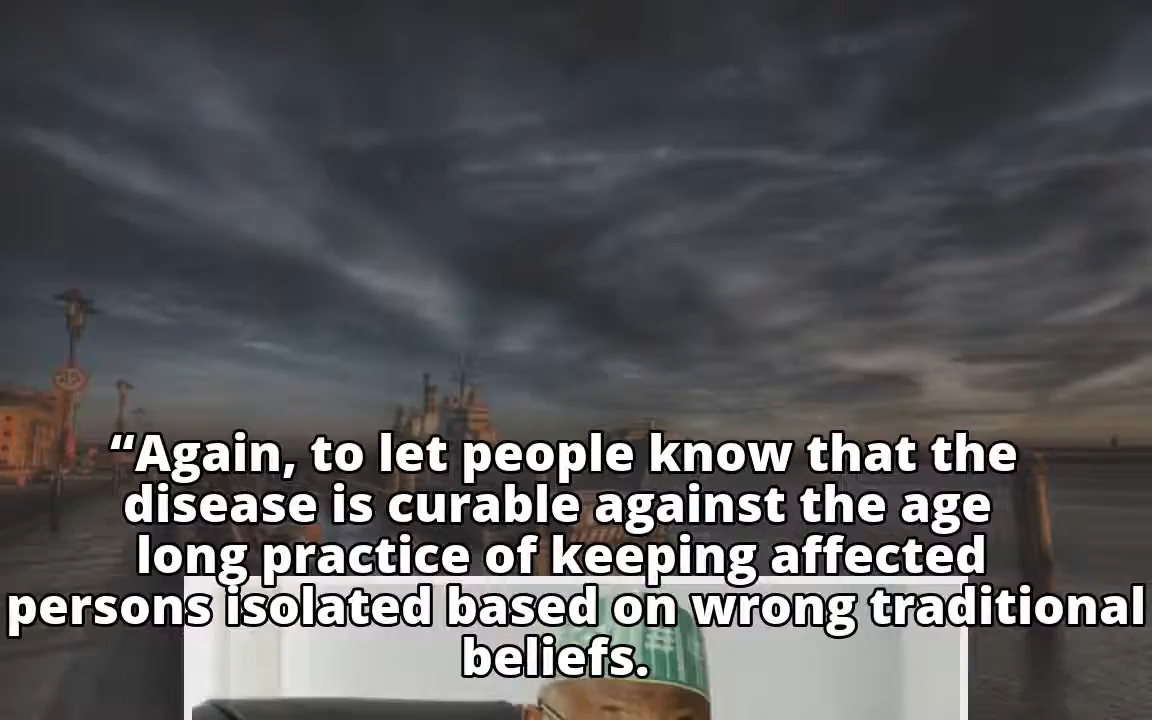 “Again, to let people know that the
disease is curable against the age
long practice of keeping affected
persons isolated based on wrong traditional
beliefs.